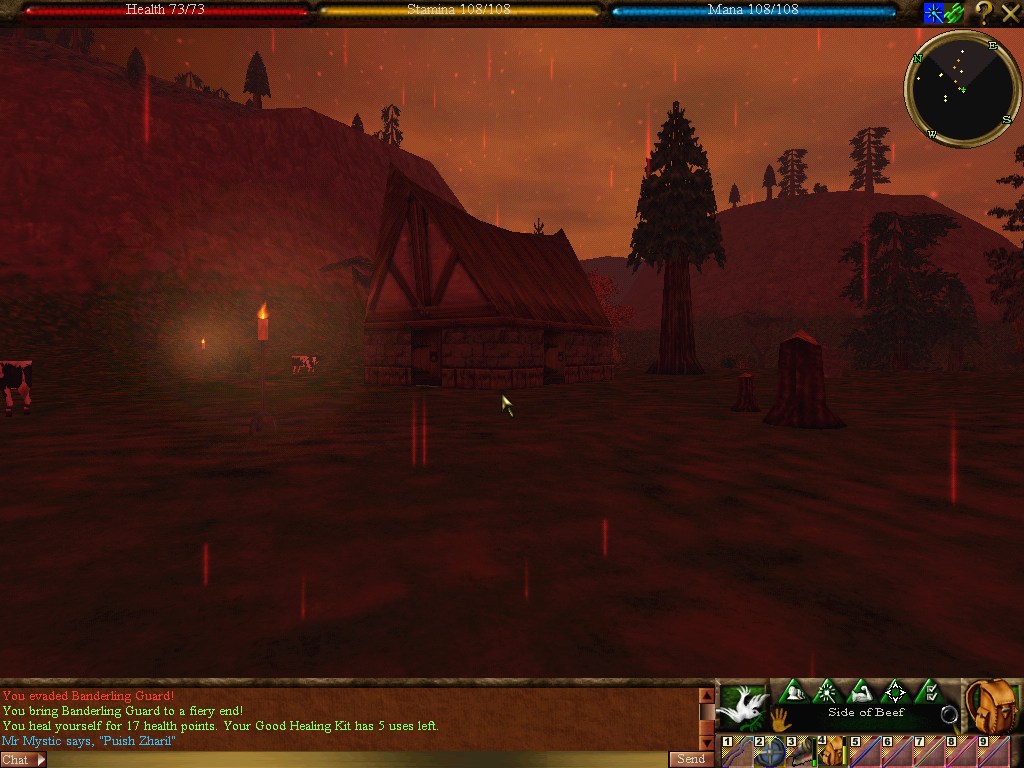 Health 73/73
Stamina 108/108
Mana 108/108
N
E
S
W
You evaded Banderling Guard!
You bring Banderling Guard to a fiery end!
You heal yourself for 17 health points. Your Good Healing Kit has 5 uses left.
Mr Mystic says, "Puish Zharil"
Chat
Send
Side of Beef
1 2 3 4 5 6 7 8 9